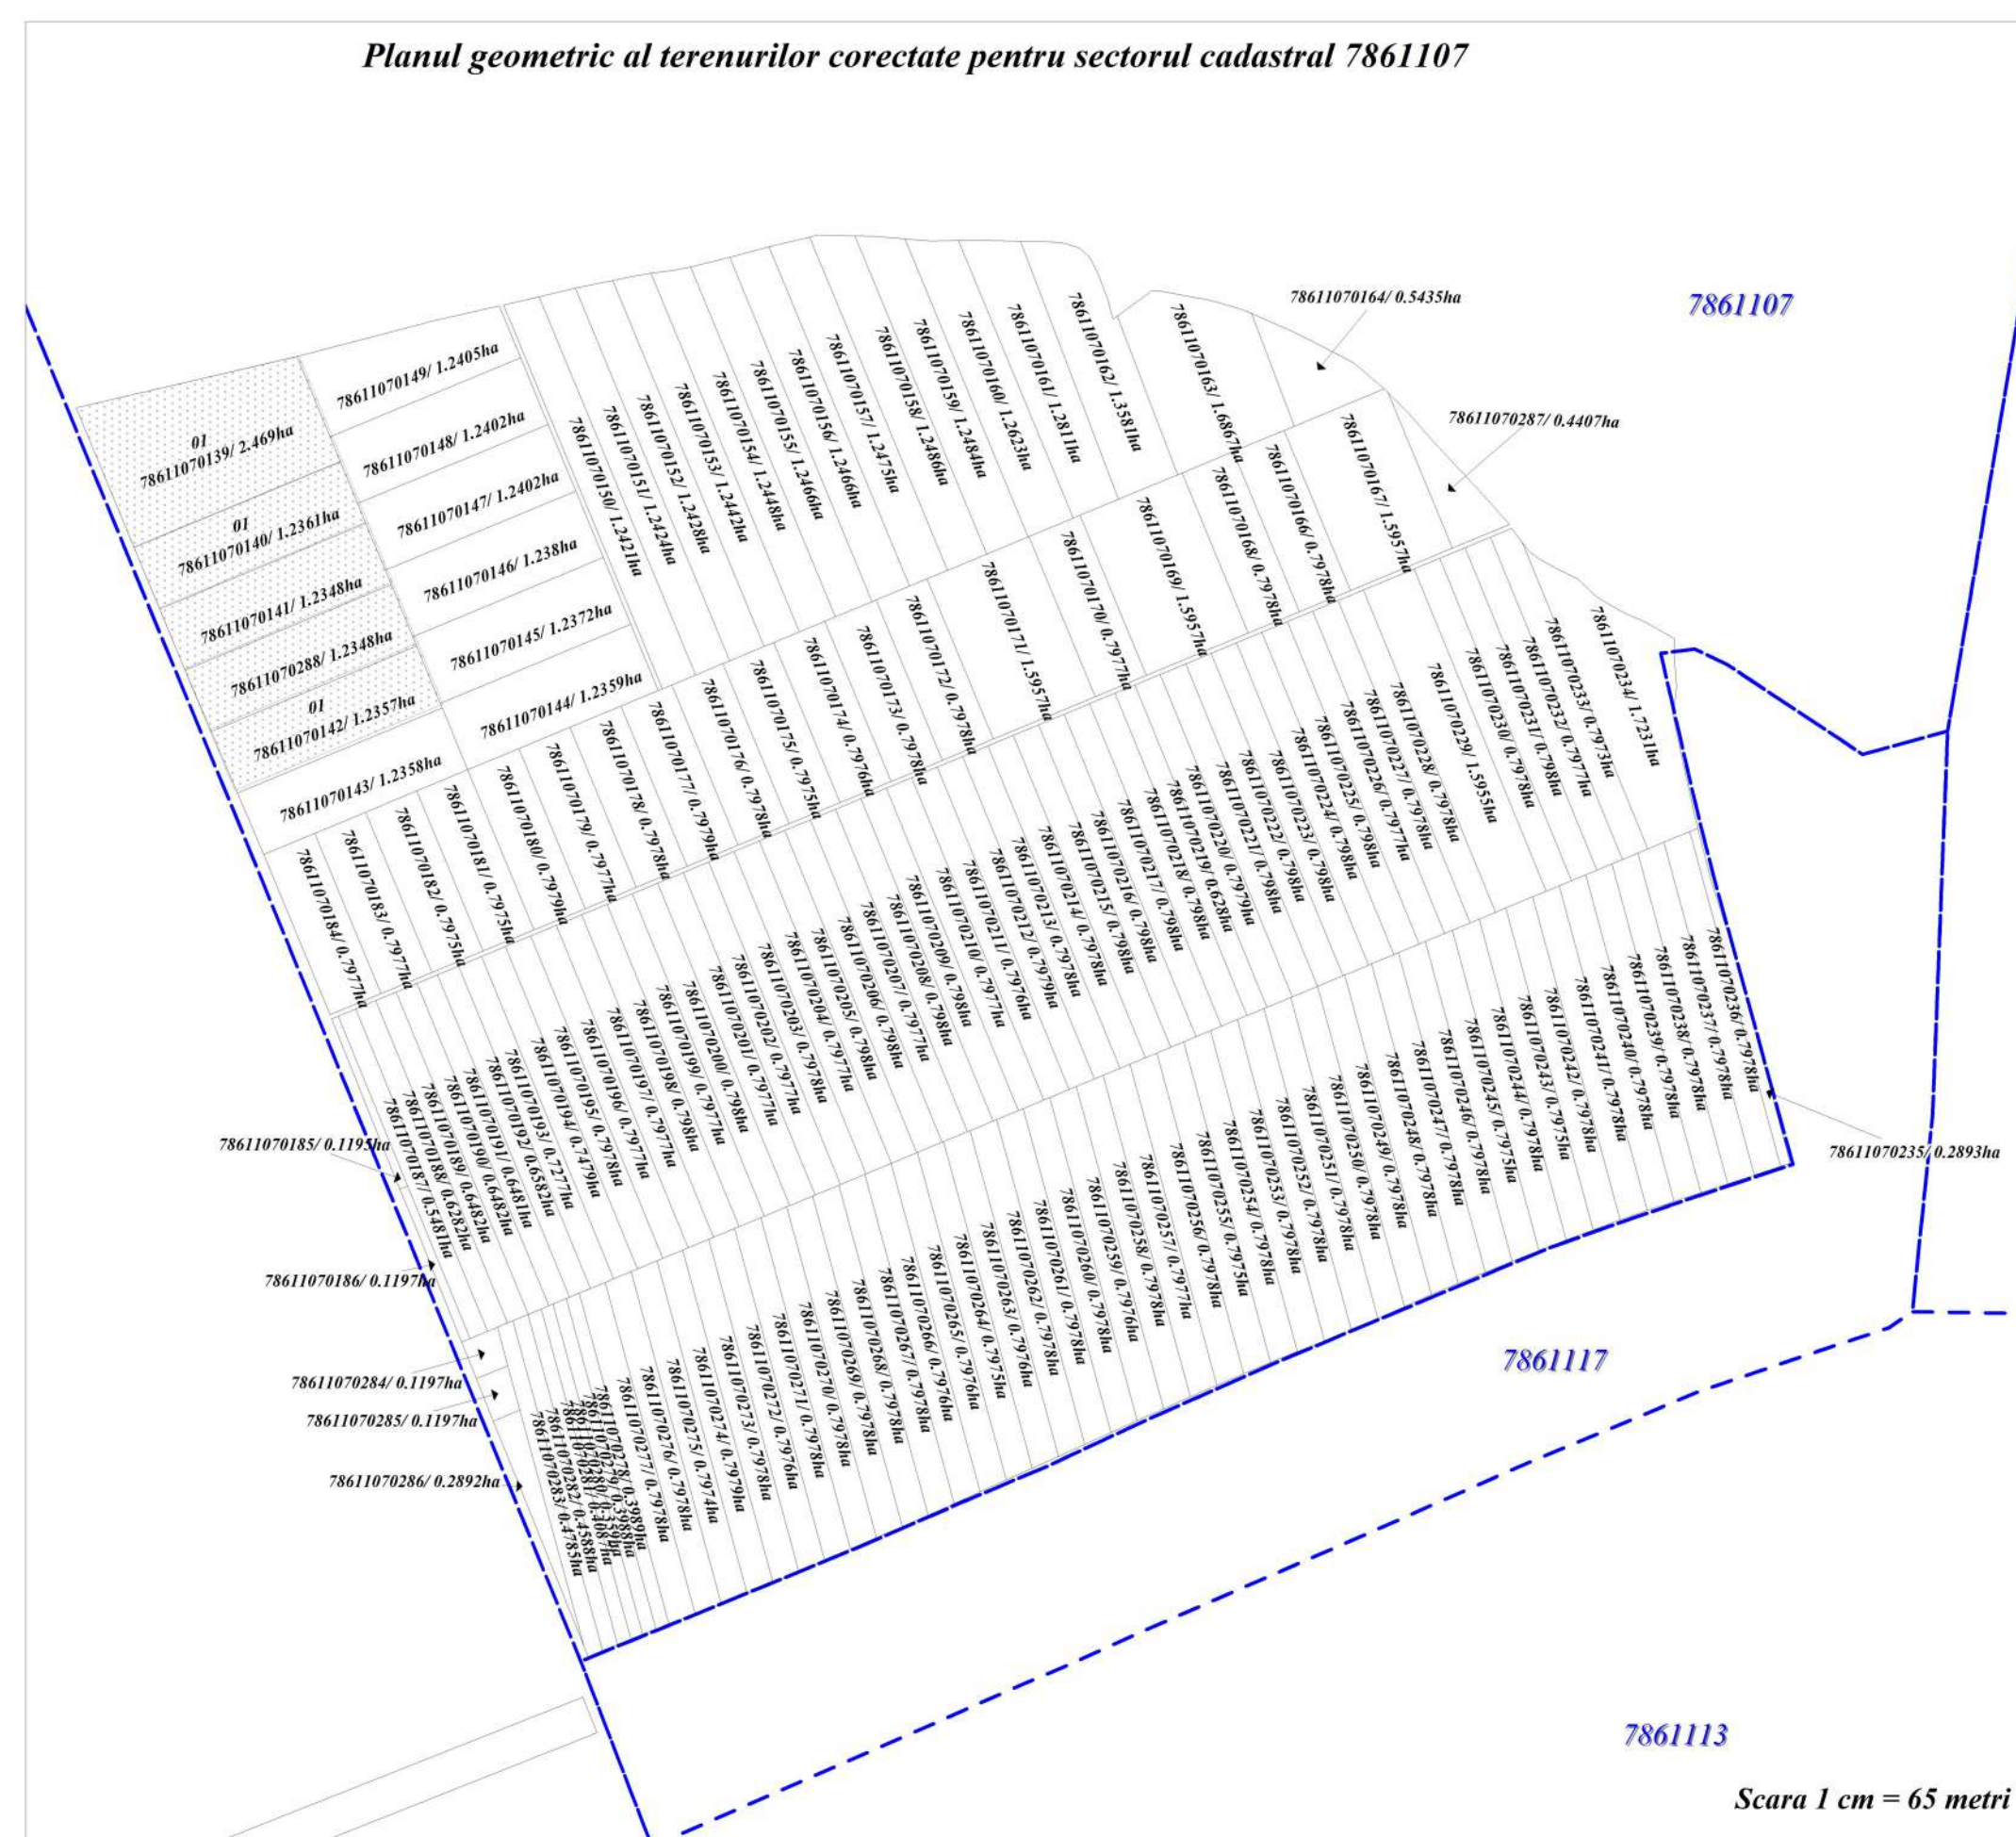 Planul geometric al terenurilor corectate pentru sectorul cadastral 7861107
7861107
78611070164/ 0.5435ha
78611070287/ 0.4407ha
01
78611070139/ 2.469ha
01
78611070140/ 1.2361ha
78611070141/ 1.2348ha
78611070288/ 1.2348ha
01
78611070142/ 1.2357ha
78611070143/ 1.2358ha
78611070149/ 1.2405ha
78611070148/ 1.2402ha
78611070147/ 1.2402ha
78611070146/ 1.238ha
78611070145/ 1.2372ha
78611070144/ 1.2359ha
78611070150/ 1.2421ha
78611070151/ 1.2424ha
78611070152/ 1.2428ha
78611070153/ 1.2442ha
78611070154/ 1.2448ha
78611070155/ 1.2466ha
78611070156/ 1.2466ha
78611070157/ 1.2475ha
78611070158/ 1.2486ha
78611070159/ 1.2484ha
78611070160/ 1.2623ha
78611070161/ 1.2811ha
78611070162/ 1.3581ha
78611070163/ 1.6867ha
78611070184/ 0.7977ha
78611070183/ 0.7977ha
78611070182/ 0.7975ha
78611070181/ 0.7975ha
78611070180/ 0.7979ha
78611070179/ 0.7977ha
78611070178/ 0.7978ha
78611070177/ 0.7979ha
78611070176/ 0.7978ha
78611070175/ 0.7975ha
78611070174/ 0.7976ha
78611070173/ 0.7978ha
78611070172/ 0.7978ha
78611070171/ 1.5957ha
78611070170/ 0.7977ha
78611070169/ 1.5957ha
78611070168/ 0.7978ha
78611070166/ 0.7978ha
78611070167/ 1.5957ha
78611070187/ 0.5481ha
78611070188/ 0.6282ha
78611070189/ 0.6482ha
78611070190/ 0.6482ha
78611070191/ 0.6481ha
78611070192/ 0.6582ha
78611070193/ 0.7277ha
78611070194/ 0.7479ha
78611070195/ 0.7978ha
78611070196/ 0.7977ha
78611070197/ 0.7977ha
78611070198/ 0.798ha
78611070199/ 0.7977ha
78611070200/ 0.798ha
78611070201/ 0.7977ha
78611070202/ 0.7977ha
78611070203/ 0.7978ha
78611070204/ 0.7977ha
78611070205/ 0.798ha
78611070206/ 0.798ha
78611070207/ 0.7977ha
78611070208/ 0.798ha
78611070209/ 0.798ha
78611070210/ 0.7977ha
78611070211/ 0.7976ha
78611070212/ 0.7979ha
78611070213/ 0.7978ha
78611070214/ 0.7978ha
78611070215/ 0.798ha
78611070216/ 0.798ha
78611070217/ 0.798ha
78611070218/ 0.798ha
78611070219/ 0.628ha
78611070220/ 0.7979ha
78611070221/ 0.798ha
78611070222/ 0.798ha
78611070223/ 0.798ha
78611070224/ 0.798ha
78611070225/ 0.798ha
78611070226/ 0.7977ha
78611070227/ 0.7978ha
78611070228/ 0.7978ha
78611070229/ 1.5955ha
78611070230/ 0.7978ha
78611070231/ 0.798ha
78611070232/ 0.7977ha
78611070233/ 0.7973ha
78611070234/ 1.7231ha
78611070185/ 0.1195ha
78611070186/ 0.1197ha
78611070284/ 0.1197ha
78611070285/ 0.1197ha
78611070286/ 0.2892ha
78611070283/ 0.4785ha
78611070282/ 0.4588ha
78611070278/ 0.3989ha
78611070277/ 0.7978ha
78611070276/ 0.7978ha
78611070275/ 0.7974ha
78611070274/ 0.7979ha
78611070273/ 0.7978ha
78611070272/ 0.7976ha
78611070271/ 0.7978ha
78611070270/ 0.7978ha
78611070269/ 0.7978ha
78611070268/ 0.7978ha
78611070267/ 0.7978ha
78611070266/ 0.7976ha
78611070265/ 0.7976ha
78611070264/ 0.7975ha
78611070263/ 0.7976ha
78611070262/ 0.7978ha
78611070261/ 0.7978ha
78611070260/ 0.7978ha
78611070259/ 0.7976ha
78611070258/ 0.7978ha
78611070257/ 0.7977ha
78611070256/ 0.7978ha
78611070255/ 0.7975ha
78611070254/ 0.7978ha
78611070253/ 0.7978ha
78611070252/ 0.7978ha
78611070251/ 0.7978ha
78611070250/ 0.7978ha
78611070249/ 0.7978ha
78611070248/ 0.7978ha
78611070247/ 0.7978ha
78611070246/ 0.7978ha
78611070245/ 0.7975ha
78611070244/ 0.7978ha
78611070243/ 0.7975ha
78611070242/ 0.7978ha
78611070241/ 0.7978ha
78611070240/ 0.7978ha
78611070239/ 0.7978ha
78611070238/ 0.7978ha
78611070237/ 0.7978ha
78611070236/ 0.7978ha
78611070235/ 0.2893ha
7861117
7861113
Scara 1 cm = 65 metri